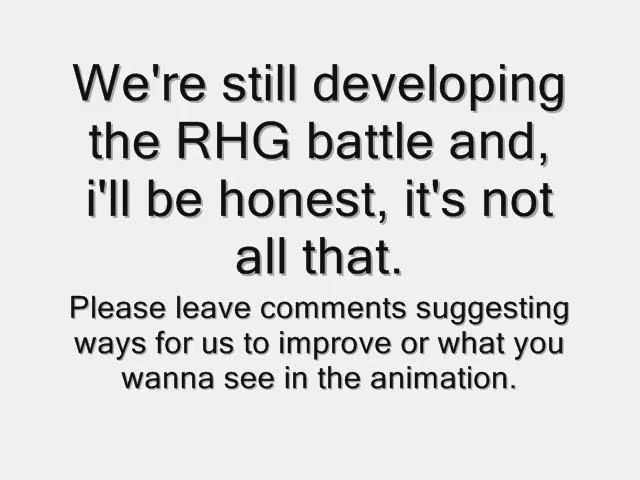 We're still developing
the RHG battle and,
i'll be honest, it's not
all that.
Please leave comments suggesting
ways for us to improve or what you
wanna see in the animation.